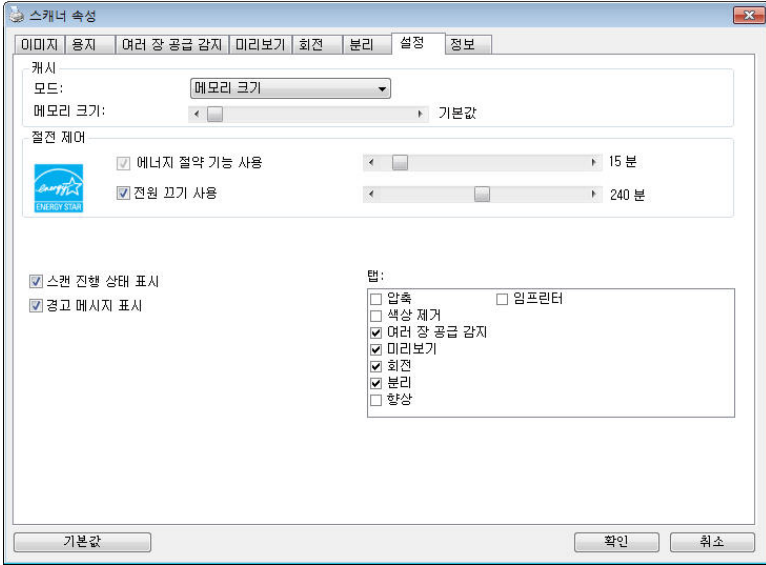 스캐너 속성
이미지 용지 여러 장 공급 감지 미리보기 회전 분리 설정 정보
캐시
모드: 메모리 크기
메모리 크기: 기본값
절전 제어
에너지 절약 기능 사용 15 분
energy
ENERGY STAR
전원 끄기 사용 240 분
스캔 진행 상태 표시
경고 메시지 표시
탭:
압축 임프린터
색상 제거
여러 장 공급 감지
미리보기
회전
분리
향상
기본값 확인 취소